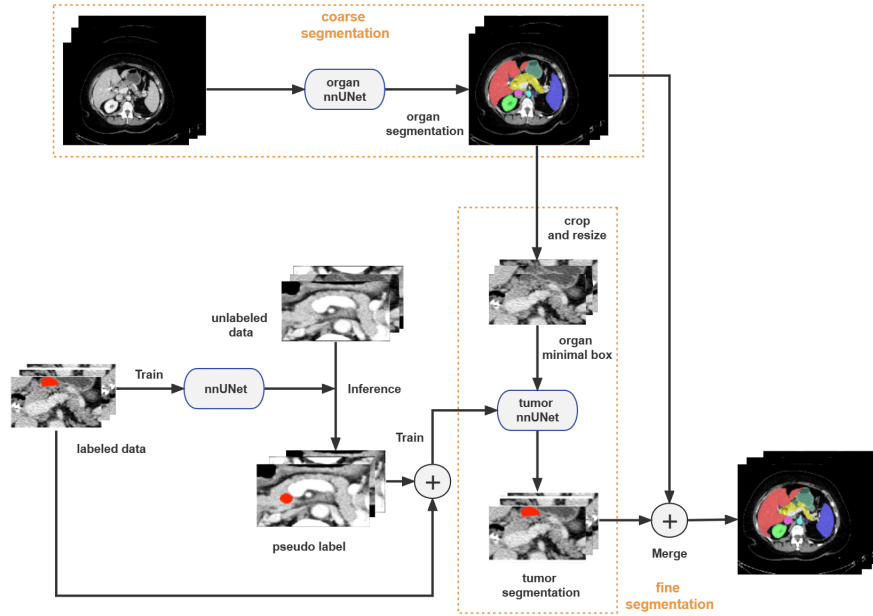 coarse
segmentation
organ
nnUNet
organ
segmentation
crop
and resize
unlabeled
data
organ
minimal box
Train
nnUNet
Inference
tumor
nnUNet
labeled data
Train
+
pseudo label
+
Merge
tumor
segmentation
fine
segmentation